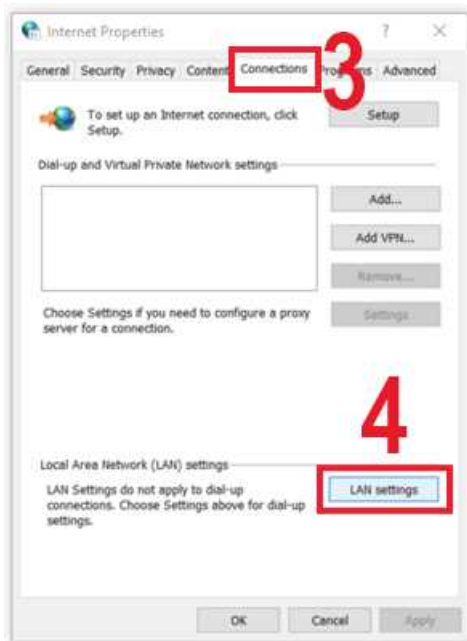 Internet Properties
3
General Security Privacy Content Connections Programs Advanced
To set up an Internet connection, click
Setup.
Setup
Dial-up and Virtual Private Network settings
Add...
Add VPN...
Remove...
Choose Settings if you need to configure a proxy
server for a connection.
Settings
4
Local Area Network (LAN) settings
LAN Settings do not apply to dial-up
connections. Choose Settings above for dial-up
settings.
LAN settings
OK Cancel Apply